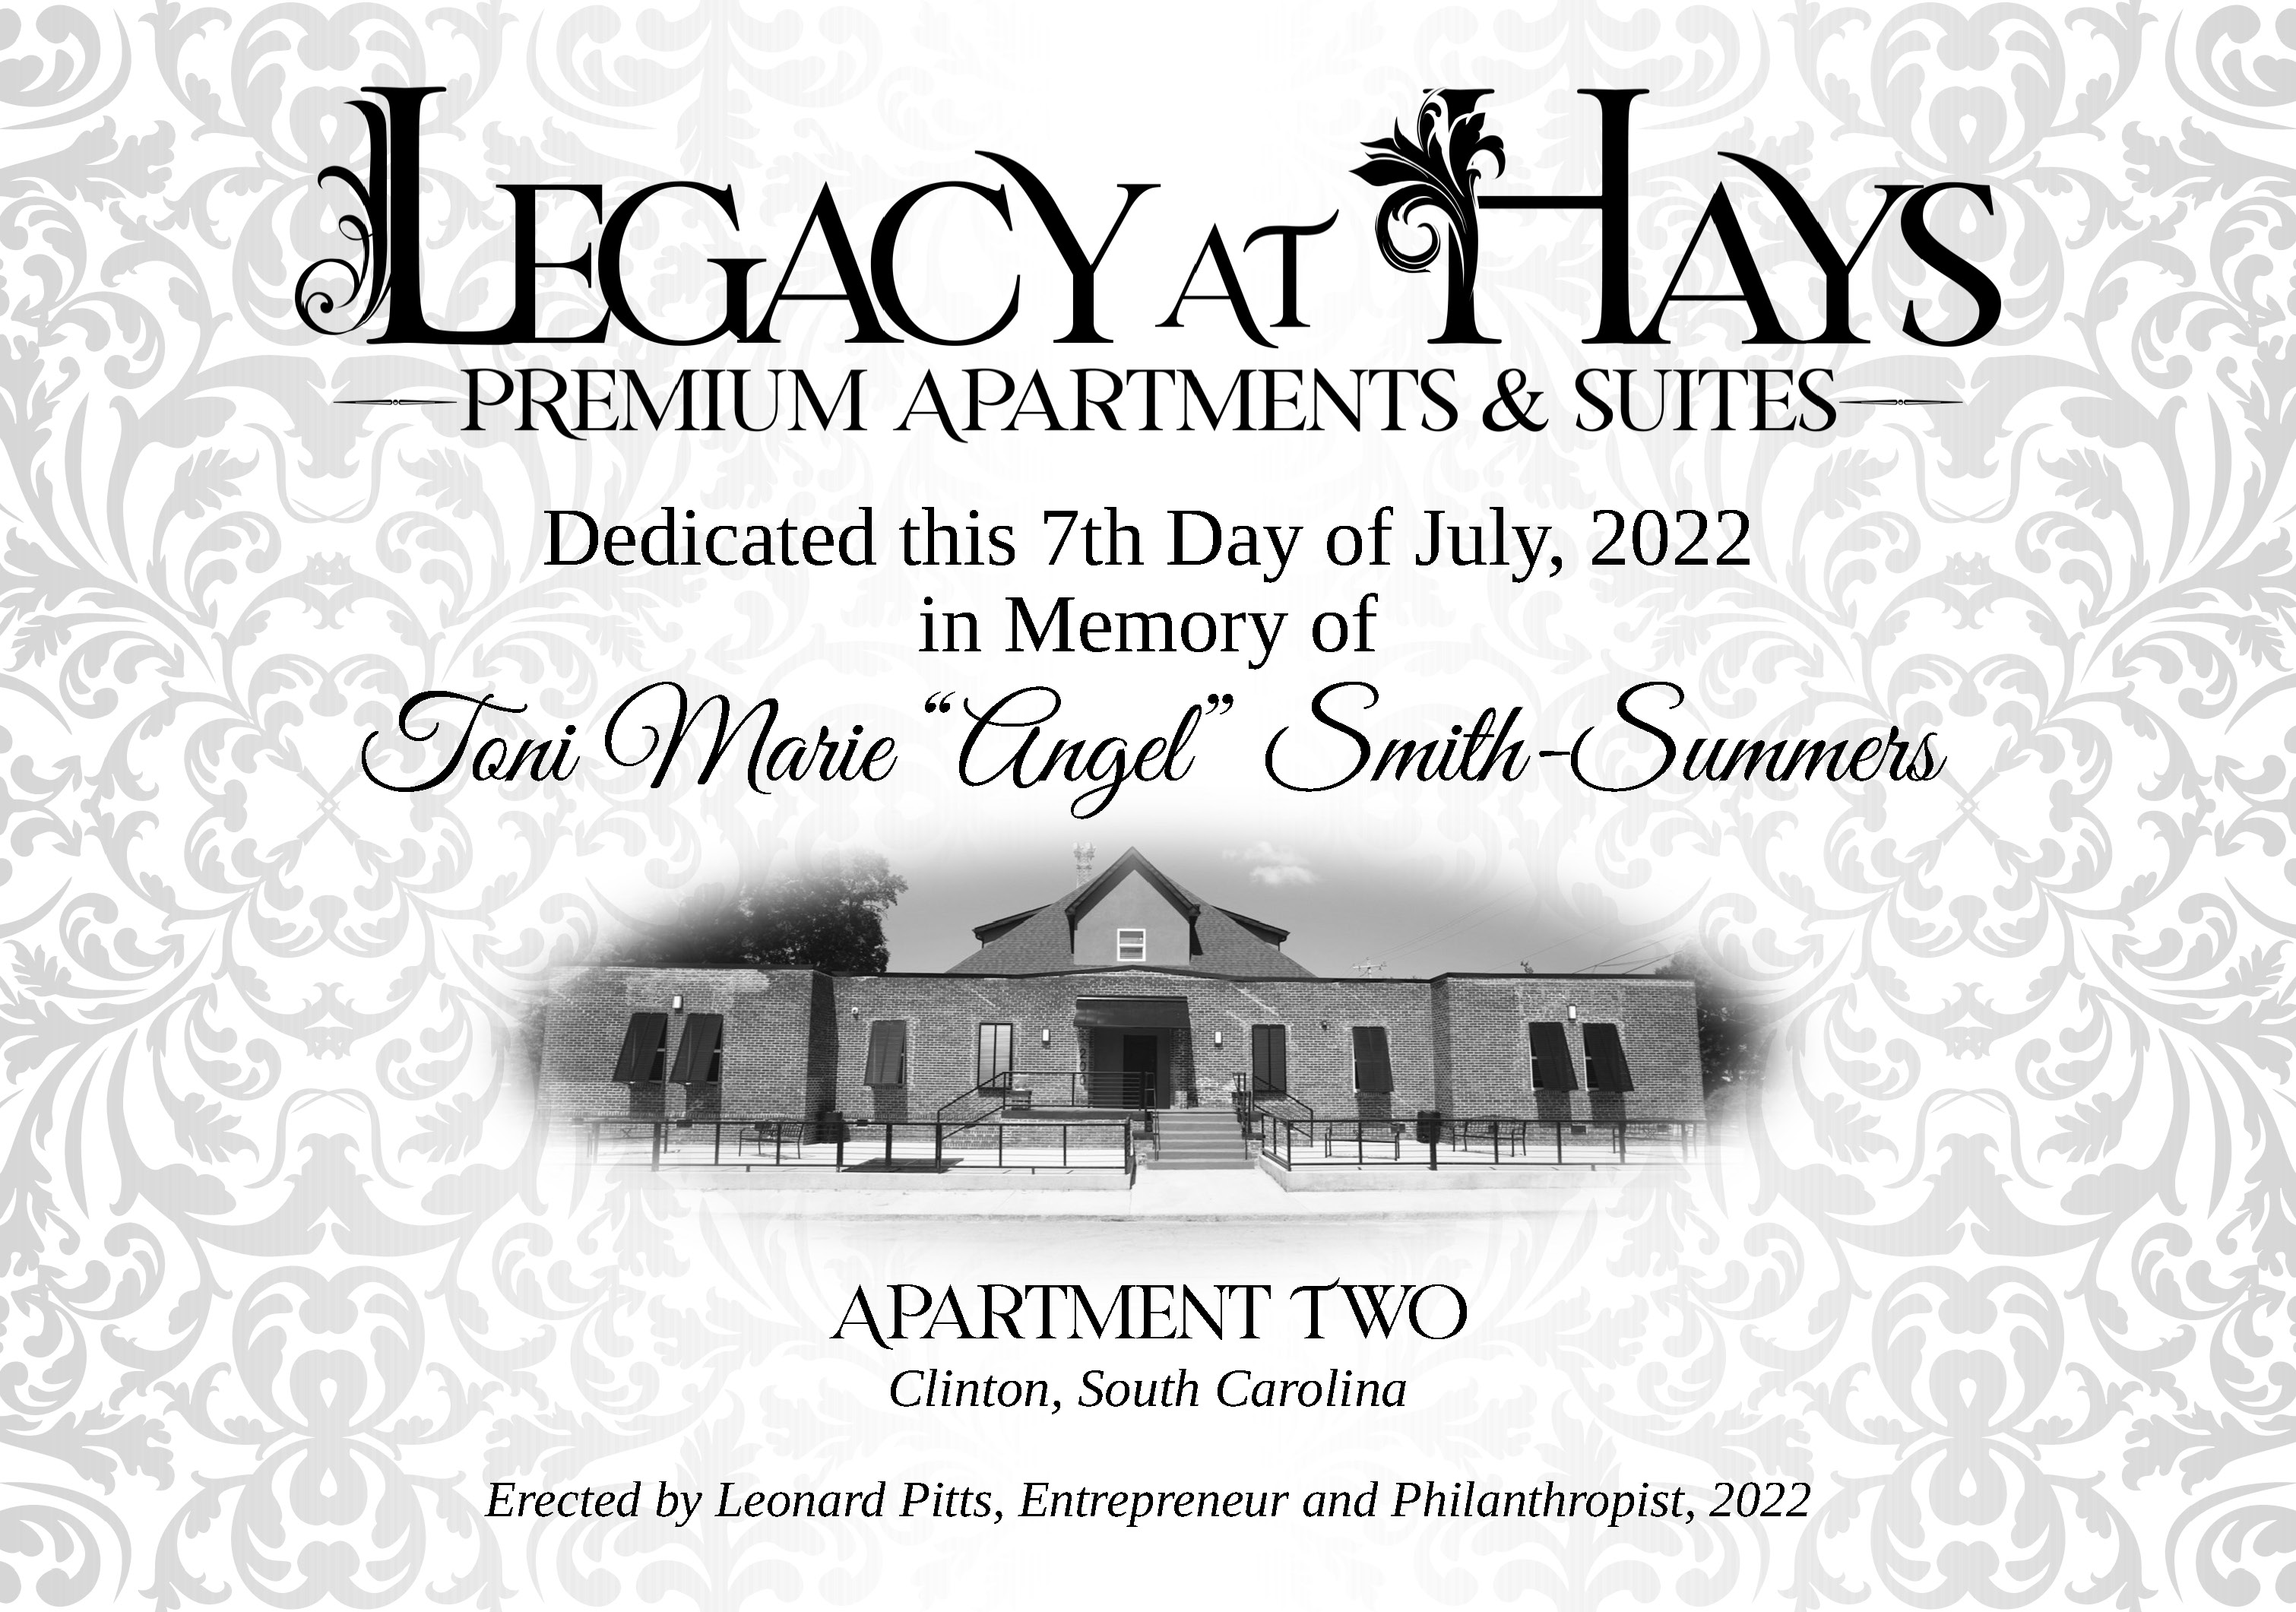 LEGACY AT HAYS
PREMIUM APARTMENTS & SUITES
Dedicated this 7th Day of July, 2022
in Memory of
Toni Marie “Angel” Smith-Summers
APARTMENT TWO
Clinton, South Carolina
Erected by Leonard Pitts, Entrepreneur and Philanthropist, 2022